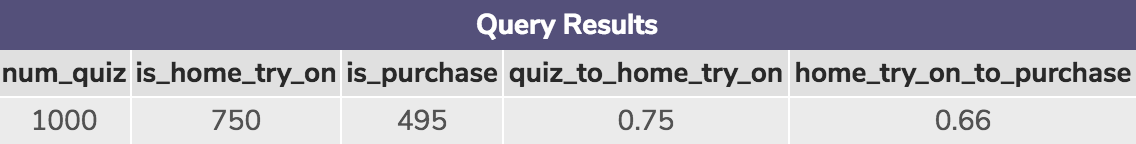 Query Results
num_quiz is_home_try_on is_purchase quiz_to_home_try_on home_try_on_to_purchase
1000 750 495 0.75 0.66